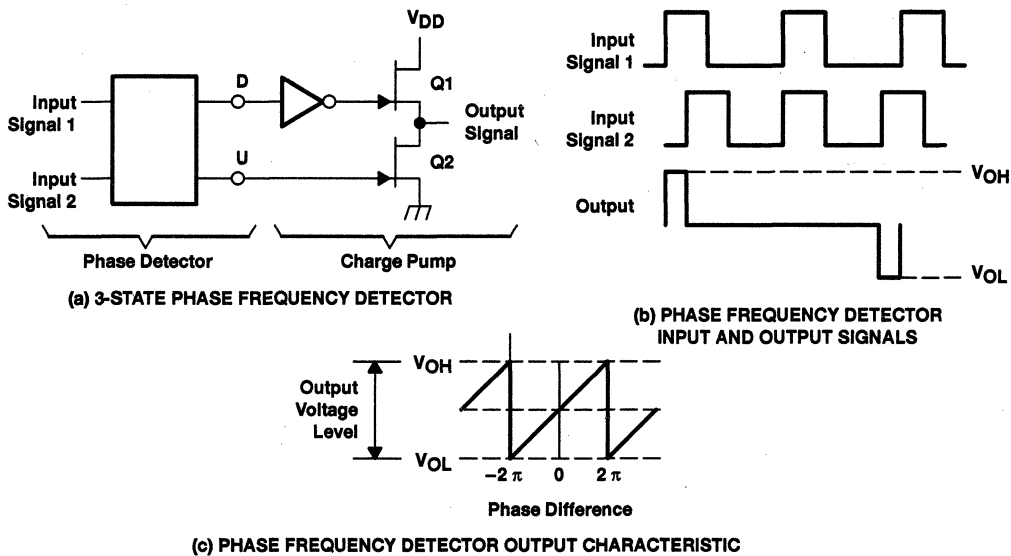 VDD
D
Q1
Input
Signal 1
Output
Signal
U
Q2
Input
Signal 2
Phase Detector
Charge Pump
(a) 3-STATE PHASE FREQUENCY DETECTOR
Input
Signal 1
Input
Signal 2
VOH
Output
VOL
(b) PHASE FREQUENCY DETECTOR
INPUT AND OUTPUT SIGNALS
VOH
Output
Voltage
Level
VOL
−2 π 0 2 π
Phase Difference
(c) PHASE FREQUENCY DETECTOR OUTPUT CHARACTERISTIC